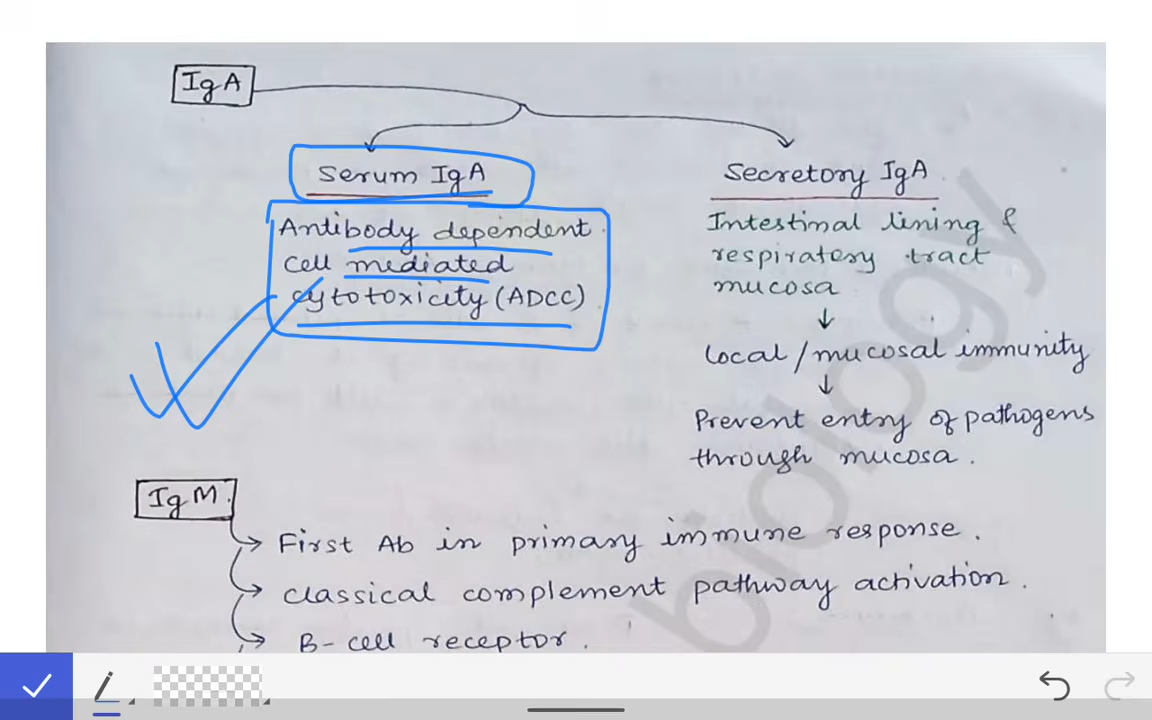 IgA
Serum IgA
Antibody dependent
cell mediated
cytotoxicity (ADCC)
Secretory IgA
Intestinal lining &
respiratory tract
mucosa
↓
Local/mucosal immunity
↓
Prevent entry of pathogens
through mucosa.
IgM
First Ab in primary immune response.
Classical complement pathway activation.
B-cell receptor.
biology